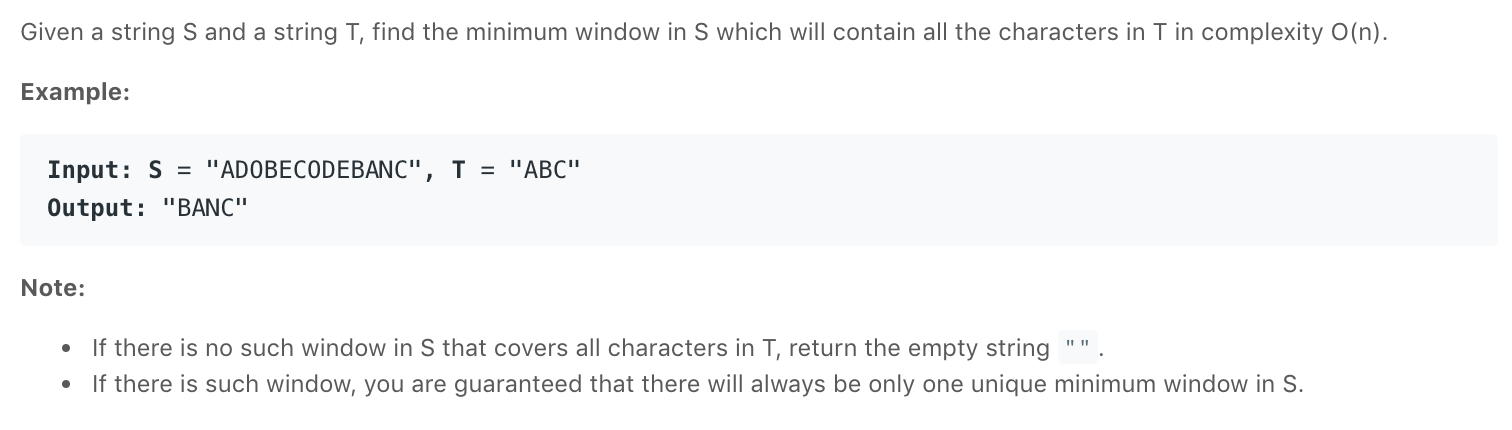 Given a string S and a string T, find the minimum window in S which will contain all the characters in T in complexity O(n).
Example:
Input: S = "ADOBECODEBANC", T = "ABC"
Output: "BANC"
Note:
• If there is no such window in S that covers all characters in T, return the empty string "".
• If there is such window, you are guaranteed that there will always be only one unique minimum window in S.